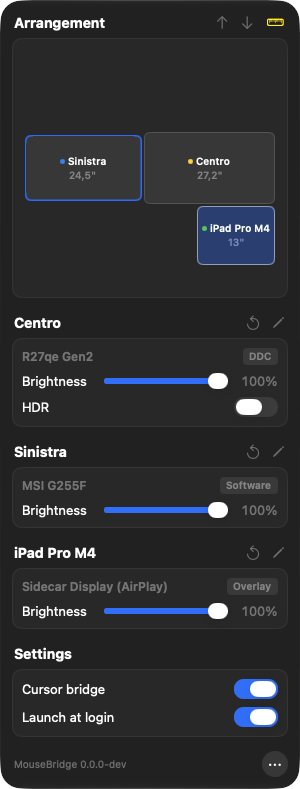 Arrangement
Sinistra
24,5"
Centro
27,2"
iPad Pro M4
13"
Centro
R27qe Gen2 DDC
Brightness 100%
HDR
Sinistra
MSI G255F Software
Brightness 100%
iPad Pro M4
Sidecar Display (AirPlay) Overlay
Brightness 100%
Settings
Cursor bridge
Launch at login
MouseBridge 0.0.0-dev